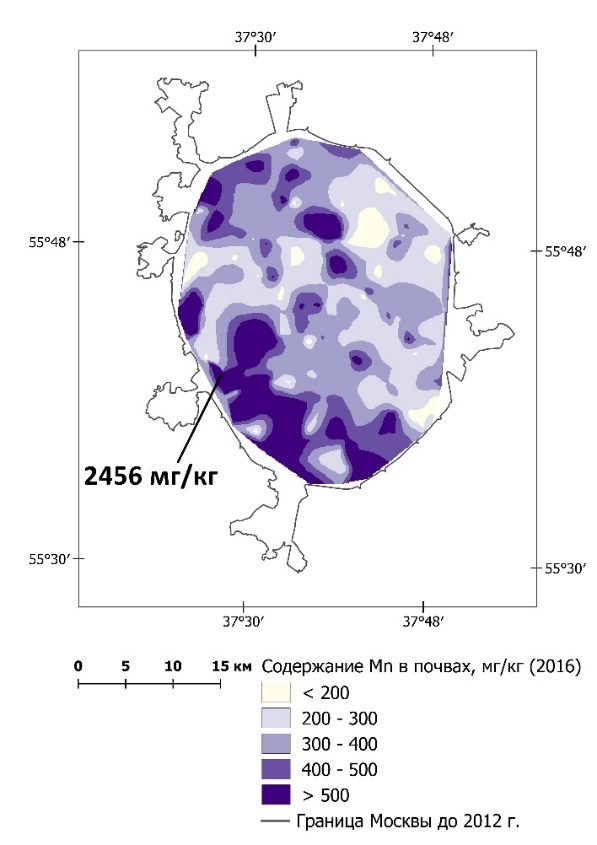 37°30′ 37°48′
55°48′ 55°48′
2456 мг/кг
55°30′ 55°30′
37°30′ 37°48′
0 5 10 15 км
Содержание Mn в почвах, мг/кг (2016)
< 200
200 - 300
300 - 400
400 - 500
> 500
Граница Москвы до 2012 г.